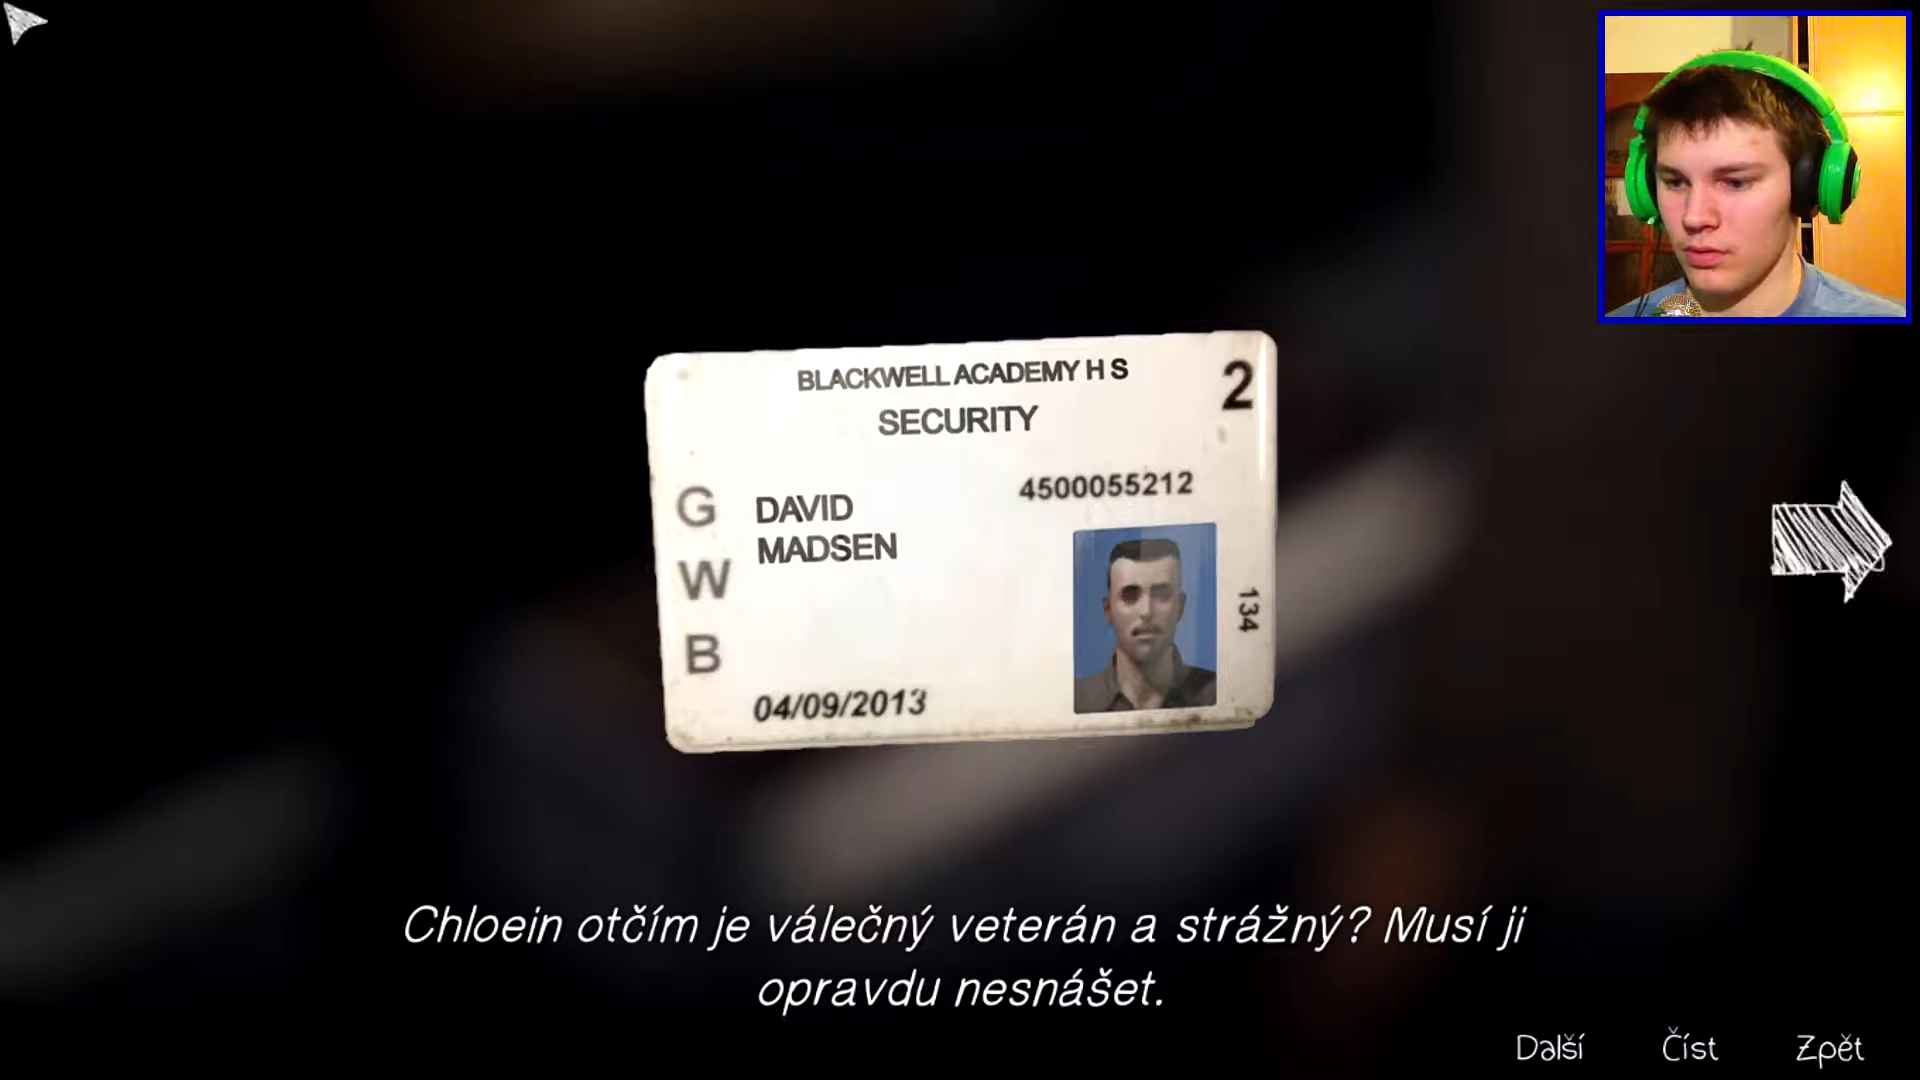 BLACKWELL ACADEMY H S
2
SECURITY
4500055212
G
DAVID
MADSEN
W
134
B
04/09/2013
Chloein otčím je válečný veterán a strážný? Musí ji
opravdu nesnášet.
Další
Číst
Zpět